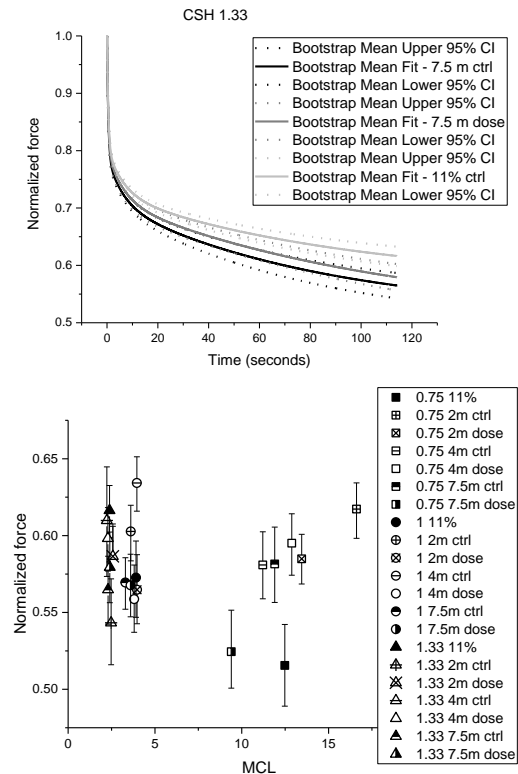 CSH 1.33
1.0
0.9
0.8
0.7
0.6
0.5
Normalized force
0
20
40
60
80
100
120
Time (seconds)
Bootstrap Mean Upper 95% CI
Bootstrap Mean Fit - 7.5 m ctrl
Bootstrap Mean Lower 95% CI
Bootstrap Mean Upper 95% CI
Bootstrap Mean Fit - 7.5 m dose
Bootstrap Mean Lower 95% CI
Bootstrap Mean Upper 95% CI
Bootstrap Mean Fit - 11% ctrl
Bootstrap Mean Lower 95% CI
0.65
0.60
0.55
0.50
Normalized force
0
5
10
15
MCL
0.75 11%
0.75 2m ctrl
0.75 2m dose
0.75 4m ctrl
0.75 4m dose
0.75 7.5m ctrl
0.75 7.5m dose
1 11%
1 2m ctrl
1 2m dose
1 4m ctrl
1 4m dose
1 7.5m ctrl
1 7.5m dose
1.33 11%
1.33 2m ctrl
1.33 2m dose
1.33 4m ctrl
1.33 4m dose
1.33 7.5m ctrl
1.33 7.5m dose